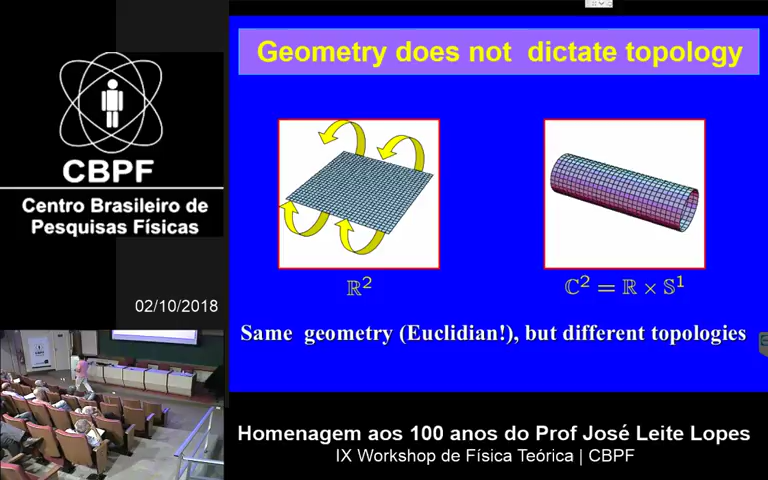 CBPF
Centro Brasileiro de
Pesquisas Físicas
02/10/2018
Geometry does not dictate topology
ℝ²
ℂ² = ℝ × 𝕊¹
Same geometry (Euclidian!), but different topologies
Homenagem aos 100 anos do Prof José Leite Lopes
IX Workshop de Física Teórica | CBPF